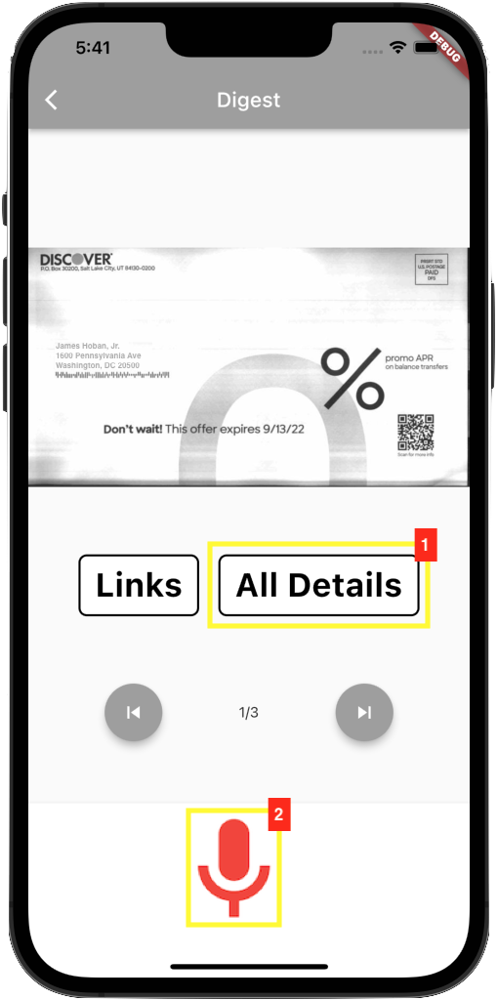 5:41
DEBUG
Digest
DISCOVER
P.O. Box 30200, Salt Lake City, UT 84130-0200
PRSRT STD
U.S. POSTAGE
PAID
DFS
James Hoban, Jr.
1600 Pennsylvania Ave
Washington, DC 20500
0%
promo APR
on balance transfers
Don't wait! This offer expires 9/13/22
Scan for more info
1
Links
All Details
1/3
2